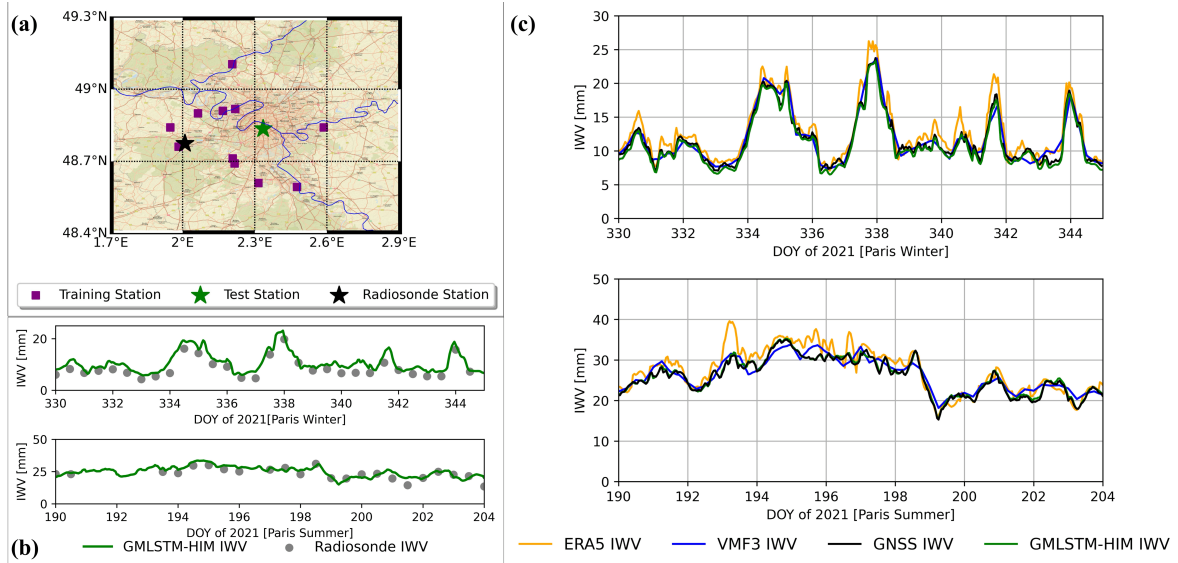 (a)
49.3°N
49°N
48.7°N
48.4°N
1.7°E 2°E 2.3°E 2.6°E 2.9°E
Training Station Test Station Radiosonde Station
IWV [mm]
20
0
330 332 334 336 338 340 342 344
DOY of 2021[Paris Winter]
IWV [mm]
50
25
0
190 192 194 196 198 200 202 204
DOY of 2021 [Paris Summer]
(b)
GMLSTM-HIM IWV Radiosonde IWV
(c)
IWV [mm]
30
25
20
15
10
5
0
330 332 334 336 338 340 342 344
DOY of 2021 [Paris Winter]
IWV [mm]
50
40
30
20
10
0
190 192 194 196 198 200 202 204
DOY of 2021 [Paris Summer]
ERA5 IWV VMF3 IWV GNSS IWV GMLSTM-HIM IWV